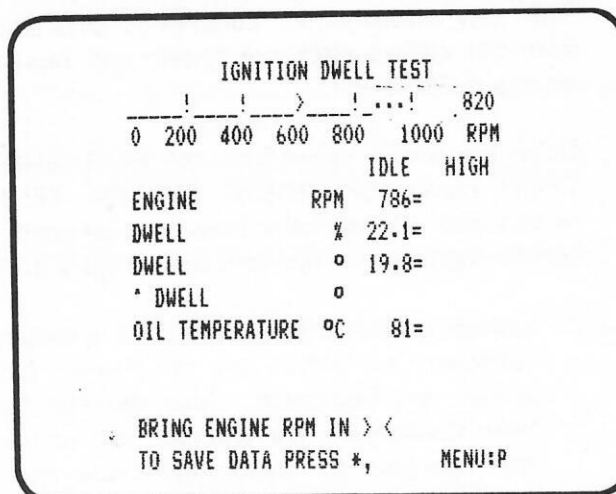 IGNITION DWELL TEST
_____!____!____>____!_...! 820
0 200 400 600 800 1000 RPM
IDLE HIGH
ENGINE RPM 786=
DWELL % 22.1=
DWELL º 19.8=
^ DWELL º
OIL TEMPERATURE ºC 81=
BRING ENGINE RPM IN > <
TO SAVE DATA PRESS *, MENU:P